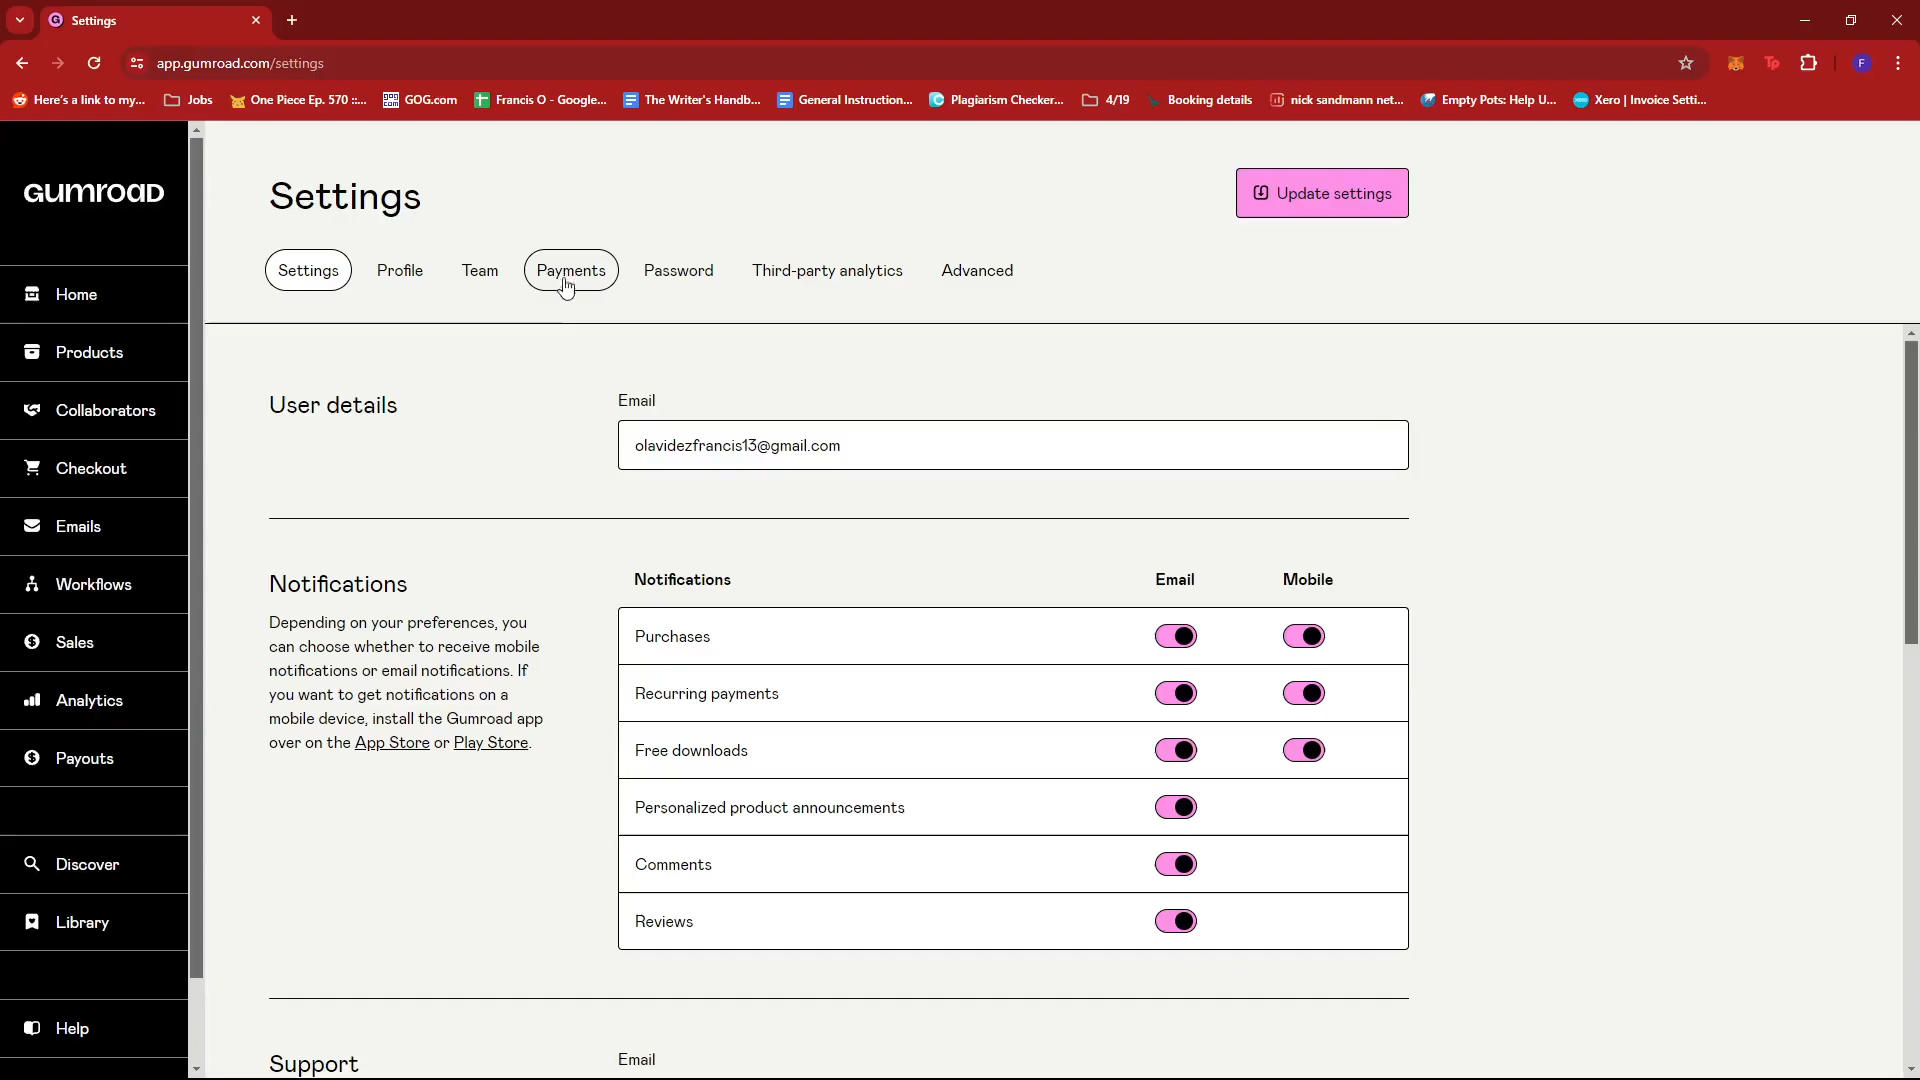 Settings
app.gumroad.com/settings
Here's a link to my...
Jobs
One Piece Ep. 570 ::...
GOG.com
Francis O - Google...
The Writer's Handb...
General Instruction...
Plagiarism Checker...
4/19
Booking details
nick sandmann net...
Empty Pots: Help U...
Xero | Invoice Setti...
F
GUMROAD
Home
Products
Collaborators
Checkout
Emails
Workflows
Sales
Analytics
Payouts
Discover
Library
Help
Settings
Update settings
Settings
Profile
Team
Payments
Password
Third-party analytics
Advanced
User details
Email
olavidezfrancis13@gmail.com
Notifications
Depending on your preferences, you
can choose whether to receive mobile
notifications or email notifications. If
you want to get notifications on a
mobile device, install the Gumroad app
over on the App Store or Play Store.
Notifications Email Mobile
Purchases
Recurring payments
Free downloads
Personalized product announcements
Comments
Reviews
Support
Email